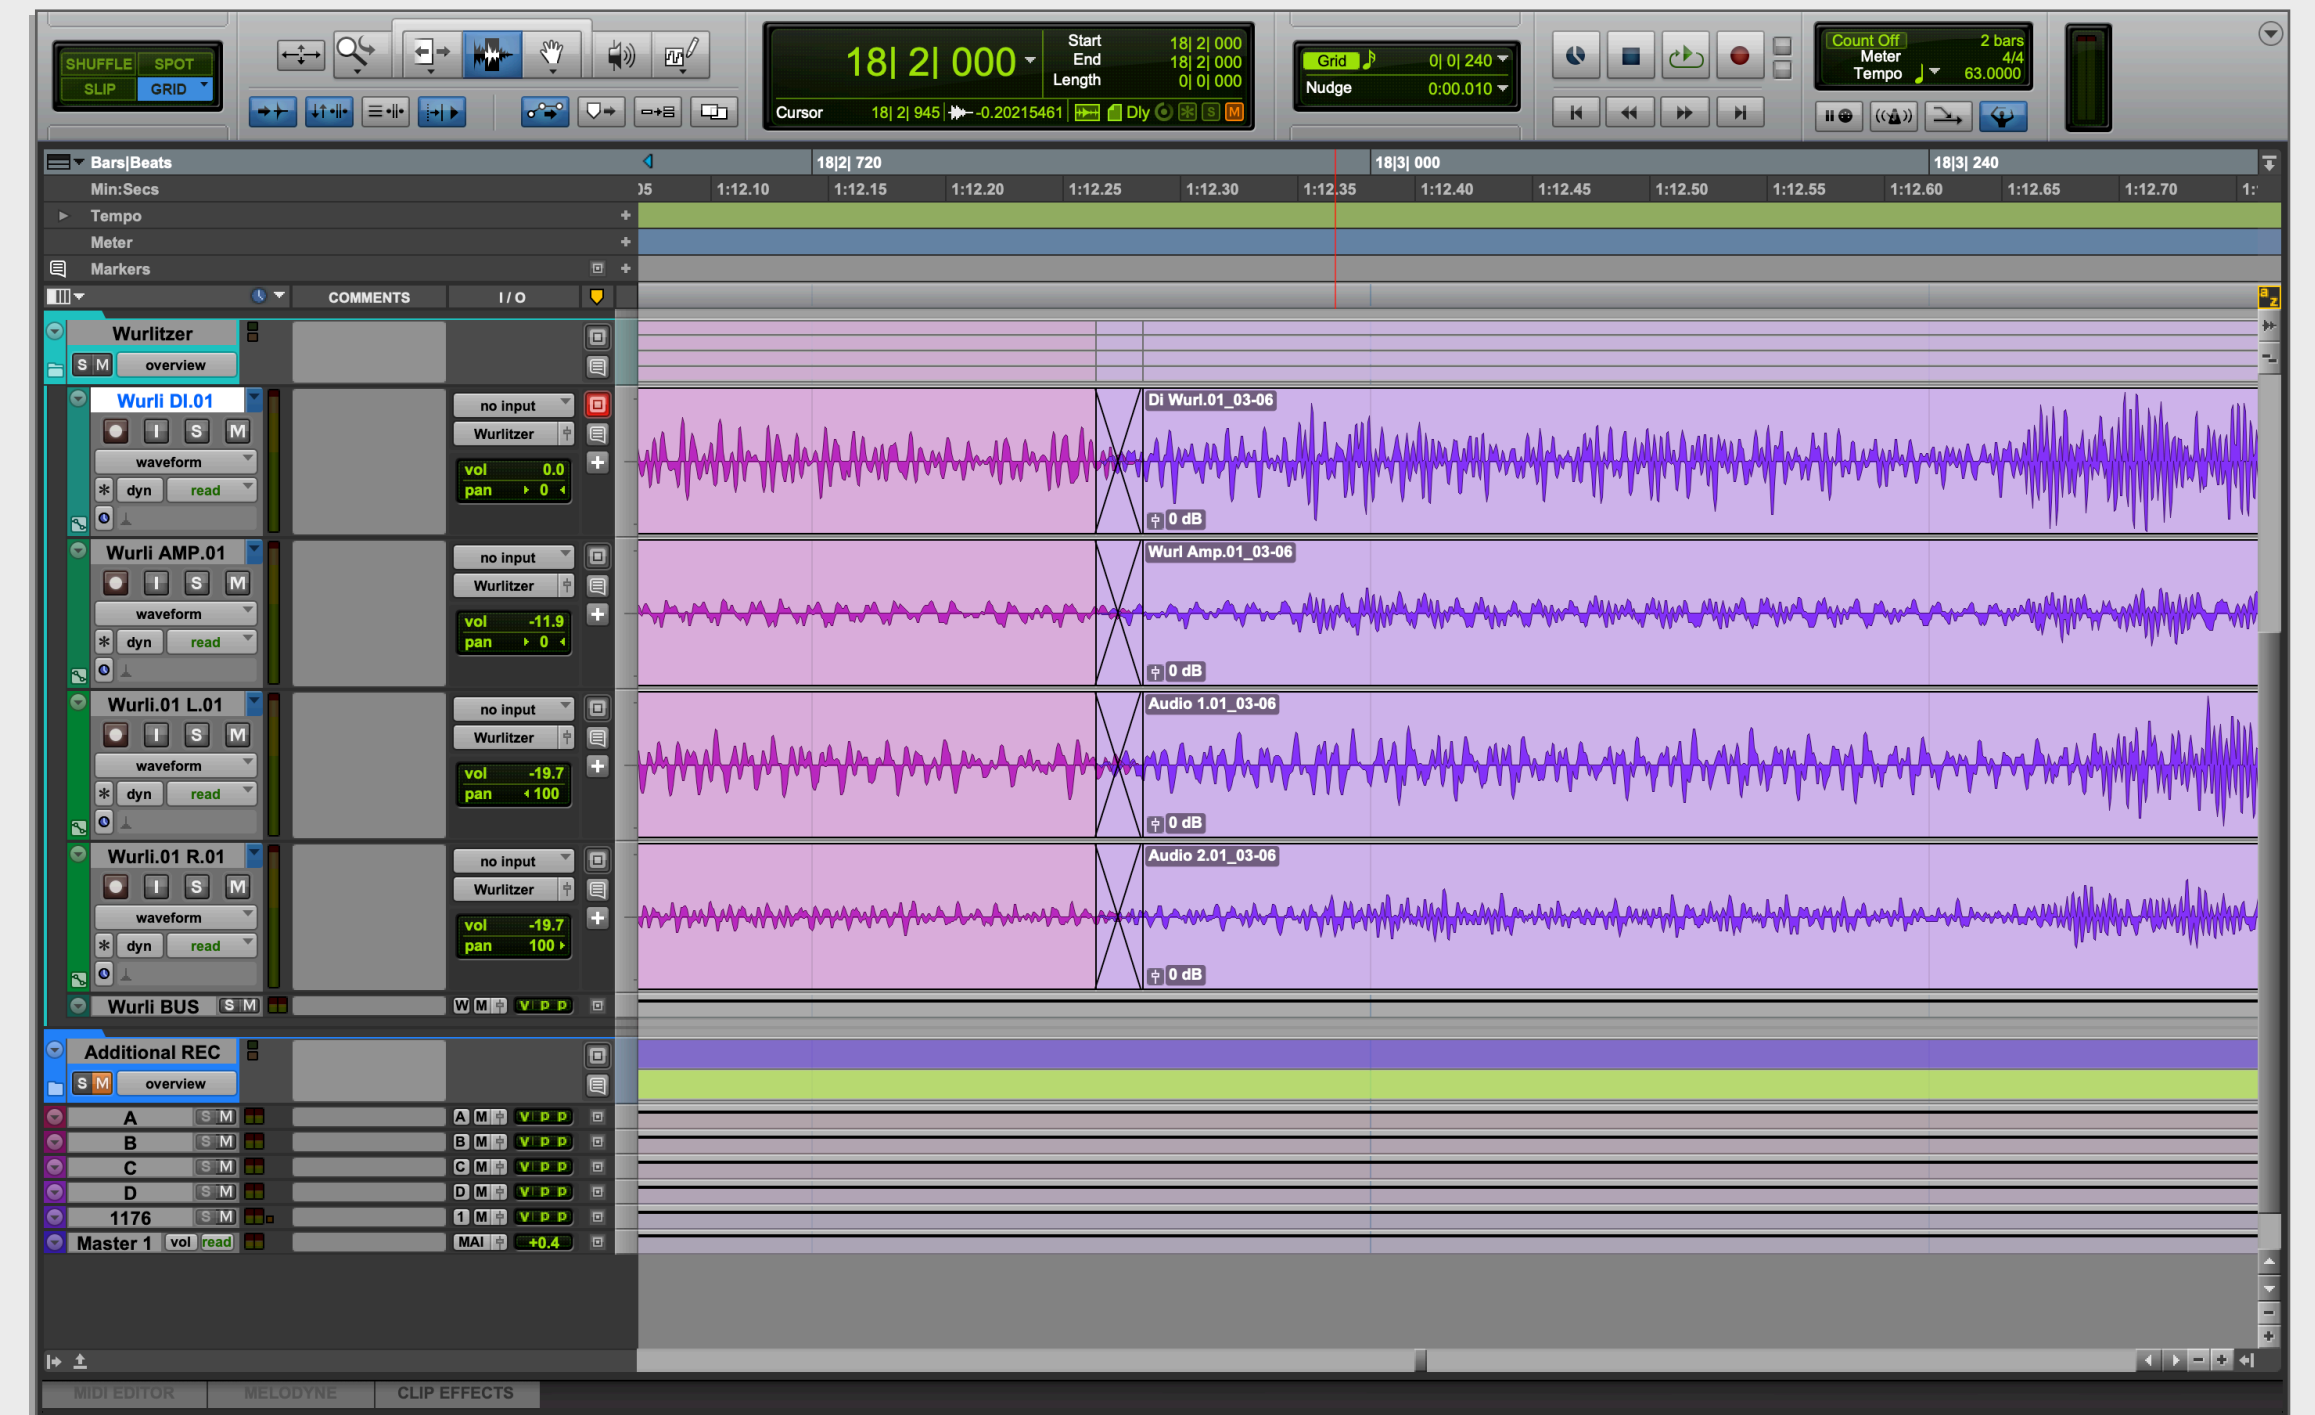 SHUFFLE SPOT
SLIP GRID
18| 2| 000
Start 18| 2| 000
End 18| 2| 000
Length 0| 0| 000
Cursor 18| 2| 945 -0.20215461 Dly S M
Grid 0| 0| 240
Nudge 0:00.010
Count Off 2 bars
Meter 4/4
Tempo 63.0000
Bars|Beats 18|2| 720 18|3| 000 18|3| 240
Min:Secs 05 1:12.10 1:12.15 1:12.20 1:12.25 1:12.30 1:12.35 1:12.40 1:12.45 1:12.50 1:12.55 1:12.60 1:12.65 1:12.70 1:
Tempo
Meter
Markers
COMMENTS I / O a z
Wurlitzer
S M overview
Wurli DI.01 no input Di Wurl.01_03-06
I S M Wurlitzer
waveform vol 0.0
dyn read pan 0
0 dB
Wurli AMP.01 no input Wurl Amp.01_03-06
I S M Wurlitzer
waveform vol -11.9
dyn read pan 0
0 dB
Wurli.01 L.01 no input Audio 1.01_03-06
I S M Wurlitzer
waveform vol -19.7
dyn read pan 100
0 dB
Wurli.01 R.01 no input Audio 2.01_03-06
I S M Wurlitzer
waveform vol -19.7
dyn read pan 100
0 dB
Wurli BUS S M W M V P P
Additional REC
S M overview
A S M A M V P P
B S M B M V P P
C S M C M V P P
D S M D M V P P
1176 S M 1 M V P P
Master 1 vol read MAI +0.4
MIDI EDITOR MELODYNE CLIP EFFECTS